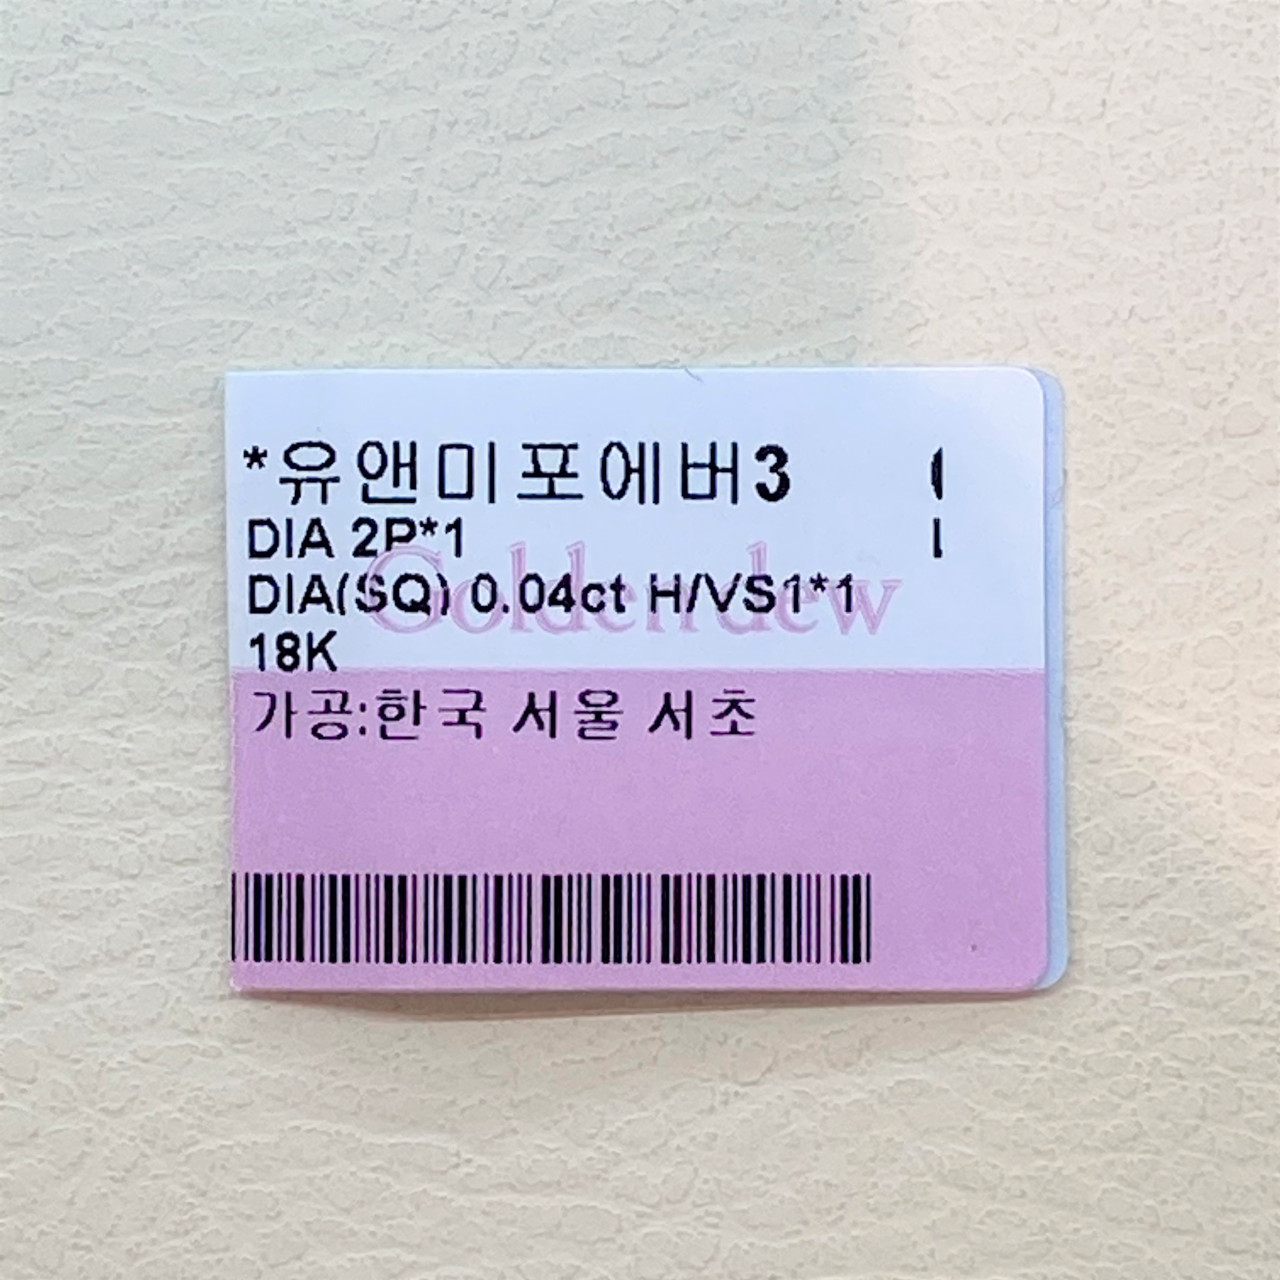 *유앤미포에버3
DIA 2P*1
Goldendew
DIA(SQ) 0.04ct H/VS1*1
18K
가공:한국 서울 서초